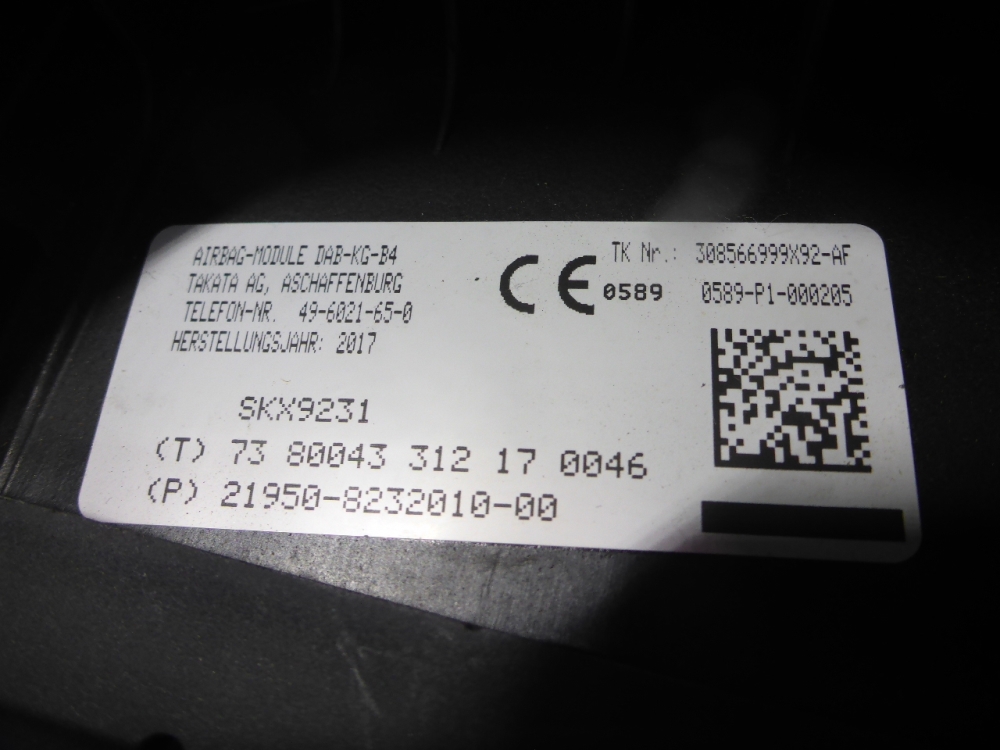 AIRBAG-MODULE DAB-KG-B4
TAKATA AG, ASCHAFFENBURG
TELEFON-NR. 49-6021-65-0
HERSTELLUNGSJAHR: 2017
CE 0589
TK Nr.: 308566999X92-AF
0589-P1-000205
SKX9231
(T) 73 80043 312 17 0046
(P) 21950-8232010-00